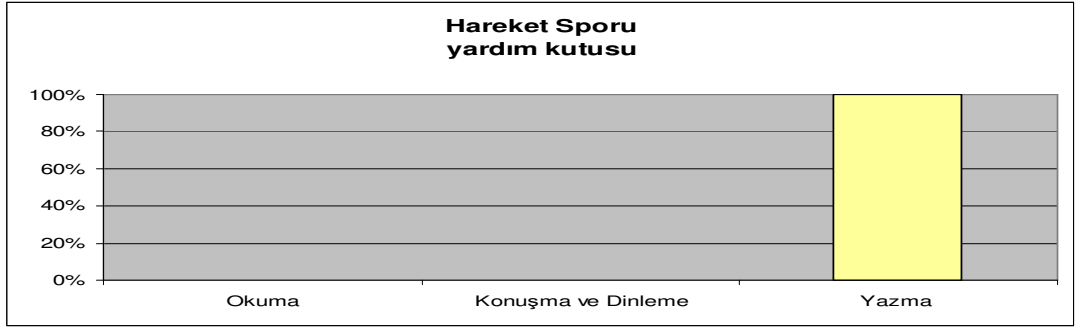 Hareket Sporu
yardım kutusu
100%
80%
60%
40%
20%
0%
Okuma
Konuşma ve Dinleme
Yazma